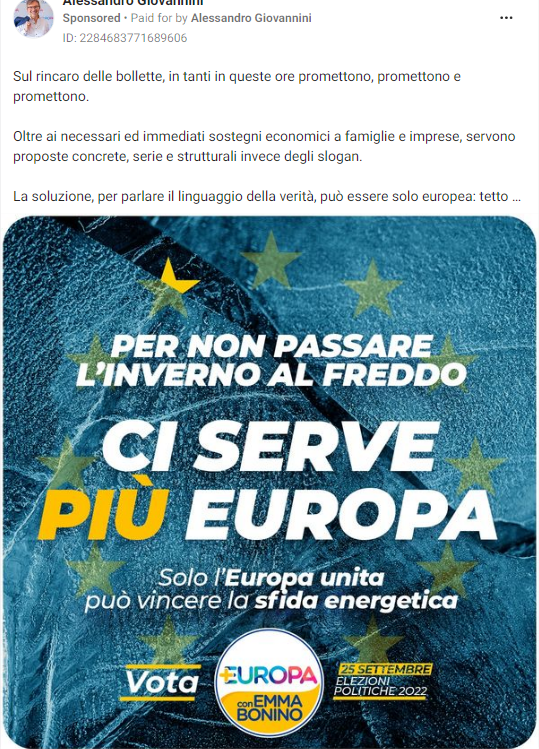 Alessandro Giovannini
Sponsored • Paid for by Alessandro Giovannini
ID: 2284683771689606
Sul rincaro delle bollette, in tanti in queste ore promettono, promettono e
promettono.
Oltre ai necessari ed immediati sostegni economici a famiglie e imprese, servono
proposte concrete, serie e strutturali invece degli slogan.
La soluzione, per parlare il linguaggio della verità, può essere solo europea: tetto ...
PER NON PASSARE
L'INVERNO AL FREDDO
CI SERVE
PIÙ EUROPA
Solo l'Europa unita
può vincere la sfida energetica
Vota
+EUROPA
con EMMA
BONINO
25 SETTEMBRE
ELEZIONI
POLITICHE 2022